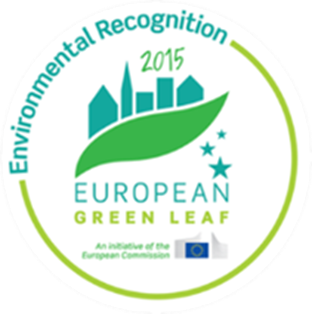 Environmental Recognition
2015
EUROPEAN
GREEN LEAF
An initiative of the
European Commission